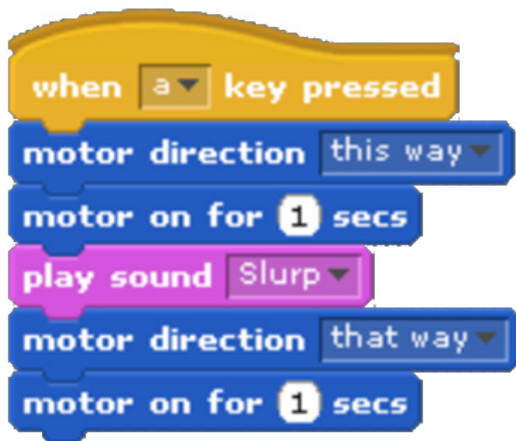 when a key pressed
motor direction this way
motor on for 1 secs
play sound Slurp
motor direction that way
motor on for 1 secs